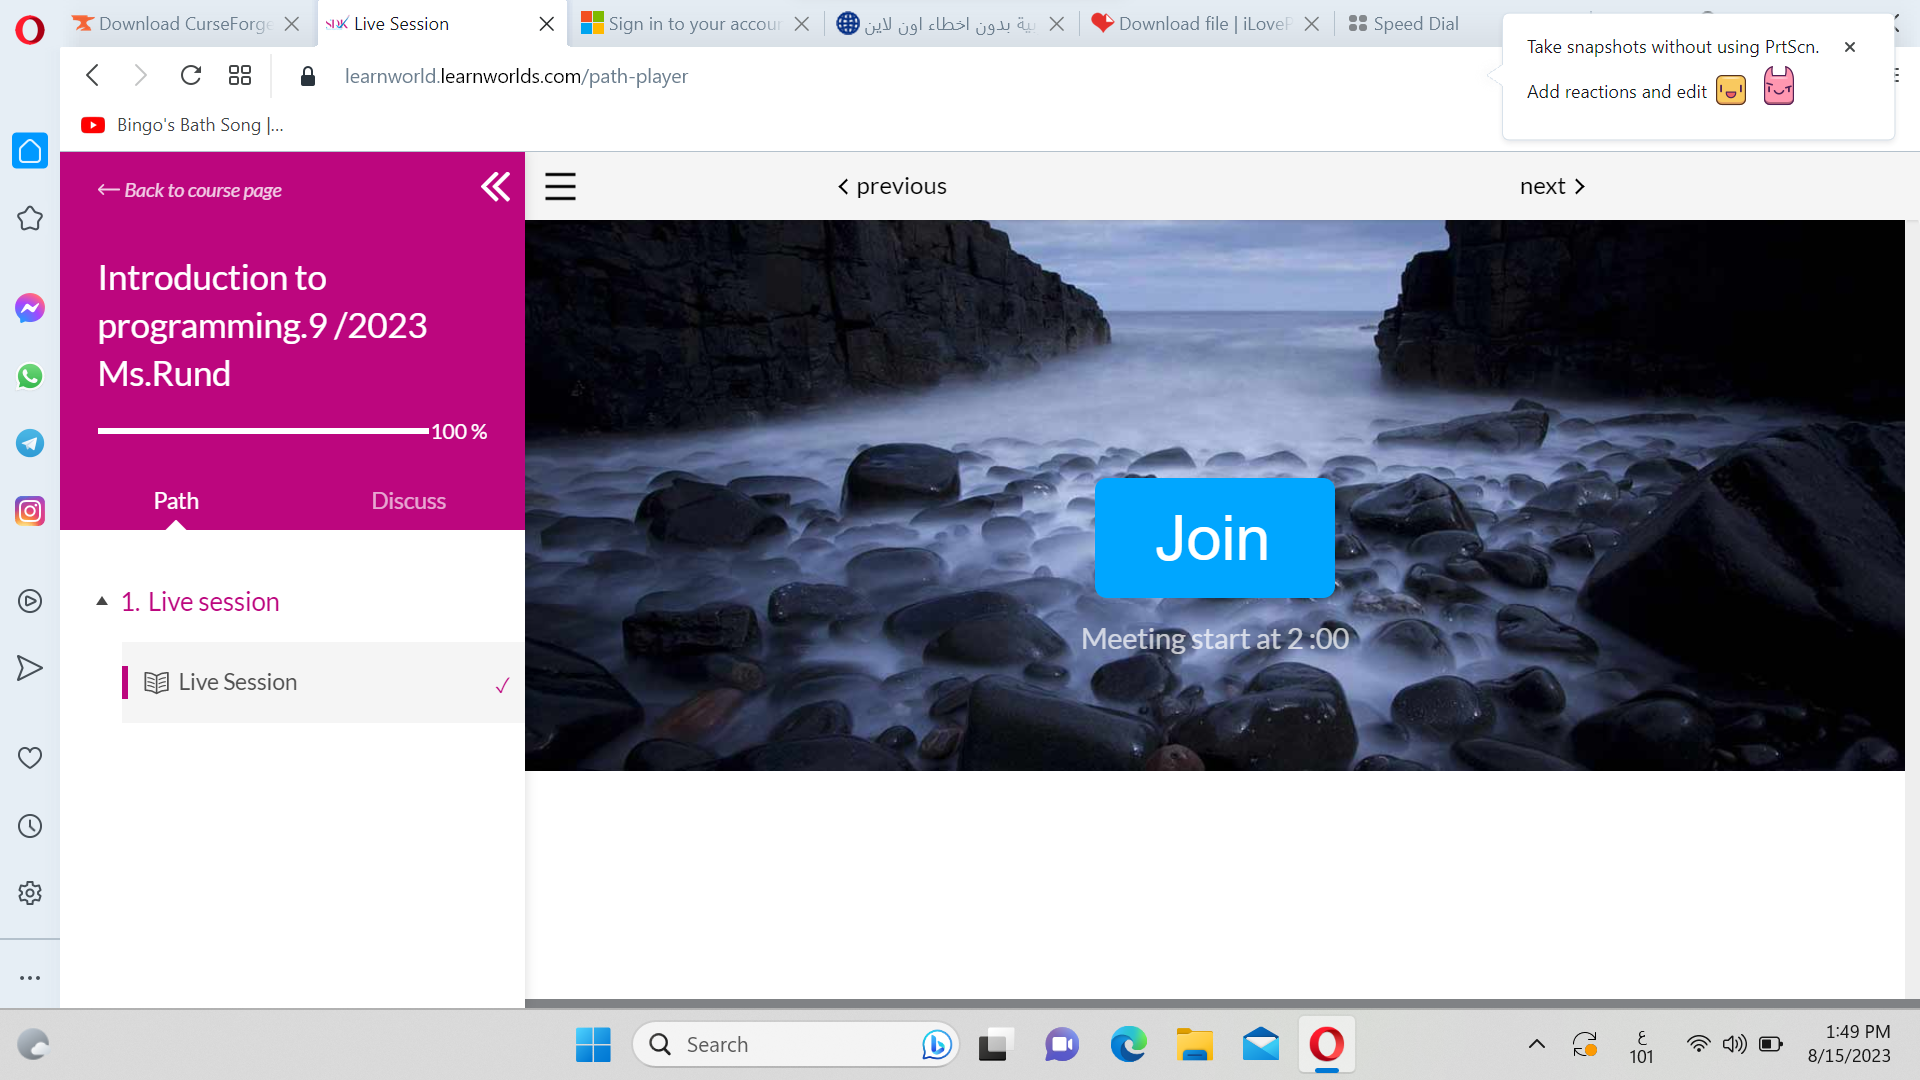 Download CurseForge
Live Session
Sign in to your accour
بية بدون اخطاء اون لاين
Download file | iLoveP
Speed Dial
Take snapshots without using PrtScn.
Add reactions and edit
learnworld.learnworlds.com/path-player
Bingo's Bath Song |...
← Back to course page
previous
next
Introduction to
programming.9 /2023
Ms.Rund
100 %
Path
Discuss
1. Live session
Live Session
Join
Meeting start at 2 :00
Search
ع
101
1:49 PM
8/15/2023